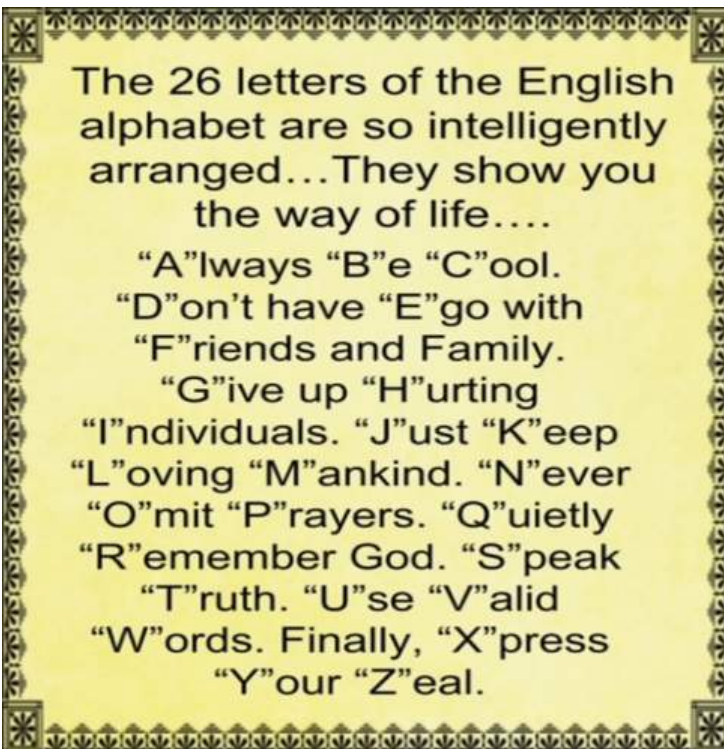 The 26 letters of the English
alphabet are so intelligently
arranged...They show you
the way of life....
“A”lways “B”e “C”ool.
“D”on’t have “E”go with
“F”riends and Family.
“G”ive up “H”urting
“I”ndividuals. “J”ust “K”eep
“L”oving “M”ankind. “N”ever
“O”mit “P”rayers. “Q”uietly
“R”emember God. “S”peak
“T”ruth. “U”se “V”alid
“W”ords. Finally, “X”press
“Y”our “Z”eal.